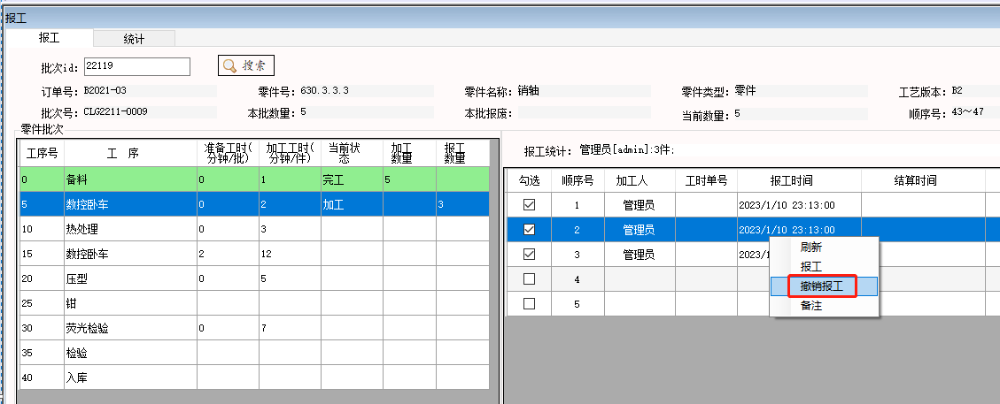 报工
报工 统计
批次id: 22119 搜索
订单号: B2021-03 零件号: 630.3.3.3 零件名称: 销轴 零件类型: 零件 工艺版本: B2
批次号: CLG2211-0009 本批数量: 5 本批报废: 当前数量: 5 顺序号: 43～47
零件批次
工序号 工 序 准备工时(分钟/批) 加工工时(分钟/件) 当前状态 加工数量 报工数量
0 备料 0 1 完工 5
5 数控卧车 0 2 加工 3
10 热处理 0 3
15 数控卧车 2 12
20 压型 0 5
25 钳
30 荧光检验 0 7
35 检验
40 入库
报工统计: 管理员[admin]:3件;
勾选 顺序号 加工人 工时单号 报工时间 结算时间
1 管理员 2023/1/10 23:13:00
2 管理员 2023/1/10 23:13:00
3 管理员 2023/1
4
5
刷新
报工
撤销报工
备注